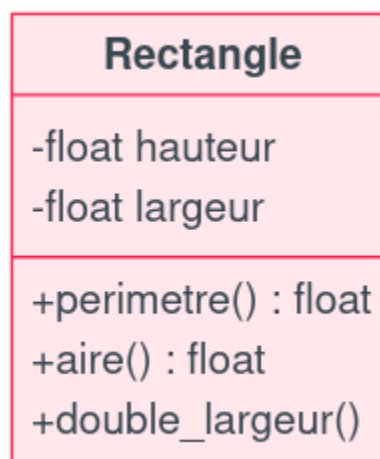 Rectangle
-float hauteur
-float largeur
+perimetre() : float
+aire() : float
+double_largeur()